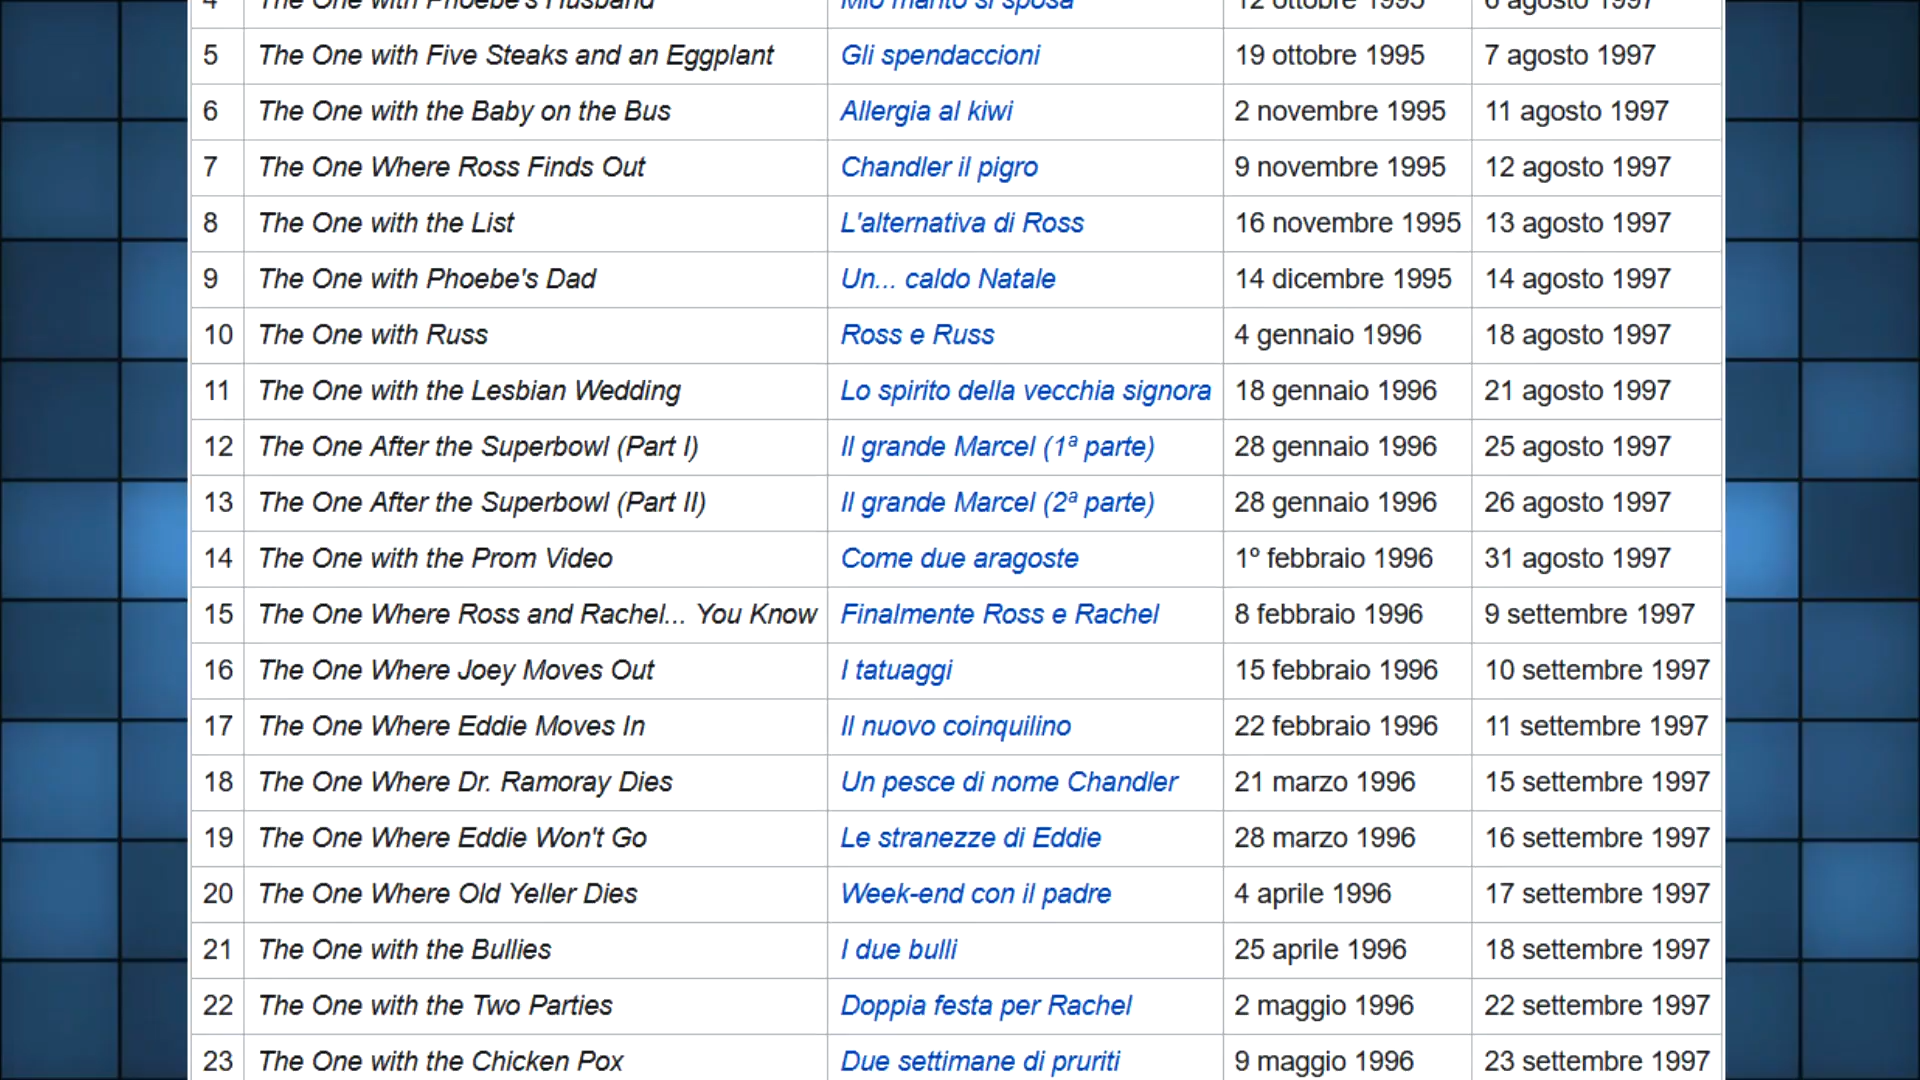 4 The One with Phoebe's Husband Mio marito si sposa 12 ottobre 1995 6 agosto 1997
5 The One with Five Steaks and an Eggplant Gli spendaccioni 19 ottobre 1995 7 agosto 1997
6 The One with the Baby on the Bus Allergia al kiwi 2 novembre 1995 11 agosto 1997
7 The One Where Ross Finds Out Chandler il pigro 9 novembre 1995 12 agosto 1997
8 The One with the List L'alternativa di Ross 16 novembre 1995 13 agosto 1997
9 The One with Phoebe's Dad Un... caldo Natale 14 dicembre 1995 14 agosto 1997
10 The One with Russ Ross e Russ 4 gennaio 1996 18 agosto 1997
11 The One with the Lesbian Wedding Lo spirito della vecchia signora 18 gennaio 1996 21 agosto 1997
12 The One After the Superbowl (Part I) Il grande Marcel (1ª parte) 28 gennaio 1996 25 agosto 1997
13 The One After the Superbowl (Part II) Il grande Marcel (2ª parte) 28 gennaio 1996 26 agosto 1997
14 The One with the Prom Video Come due aragoste 1º febbraio 1996 31 agosto 1997
15 The One Where Ross and Rachel... You Know Finalmente Ross e Rachel 8 febbraio 1996 9 settembre 1997
16 The One Where Joey Moves Out I tatuaggi 15 febbraio 1996 10 settembre 1997
17 The One Where Eddie Moves In Il nuovo coinquilino 22 febbraio 1996 11 settembre 1997
18 The One Where Dr. Ramoray Dies Un pesce di nome Chandler 21 marzo 1996 15 settembre 1997
19 The One Where Eddie Won't Go Le stranezze di Eddie 28 marzo 1996 16 settembre 1997
20 The One Where Old Yeller Dies Week-end con il padre 4 aprile 1996 17 settembre 1997
21 The One with the Bullies I due bulli 25 aprile 1996 18 settembre 1997
22 The One with the Two Parties Doppia festa per Rachel 2 maggio 1996 22 settembre 1997
23 The One with the Chicken Pox Due settimane di pruriti 9 maggio 1996 23 settembre 1997